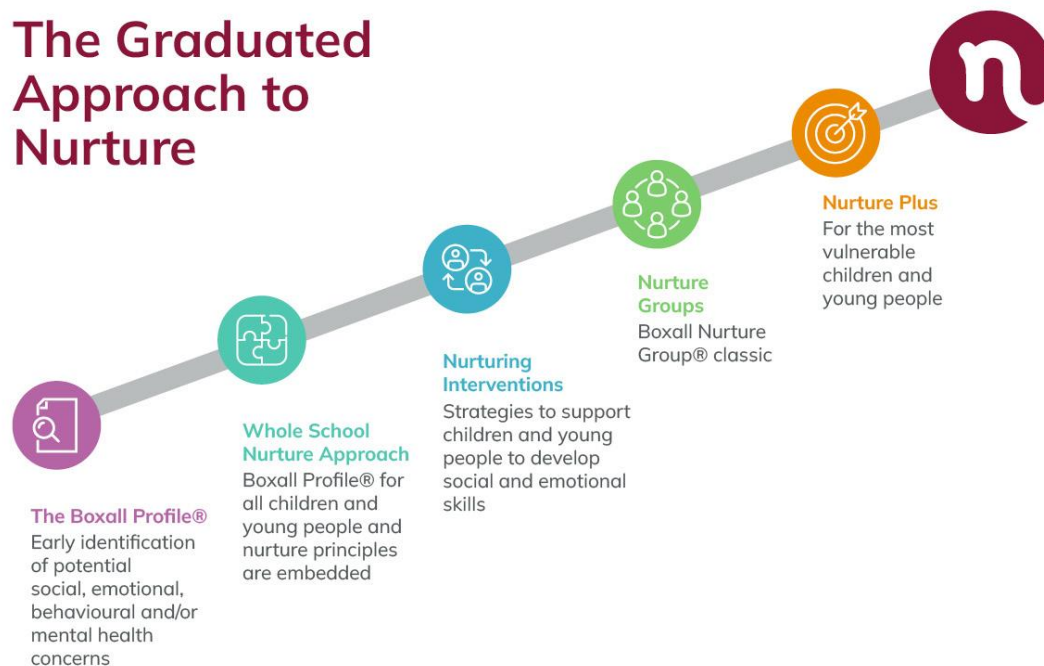 The Graduated
Approach to
Nurture
n
The Boxall Profile®
Early identification
of potential
social, emotional,
behavioural and/or
mental health
concerns
Whole School
Nurture Approach
Boxall Profile® for
all children and
young people and
nurture principles
are embedded
Nurturing
Interventions
Strategies to support
children and young
people to develop
social and emotional
skills
Nurture
Groups
Boxall Nurture
Group® classic
Nurture Plus
For the most
vulnerable
children and
young people